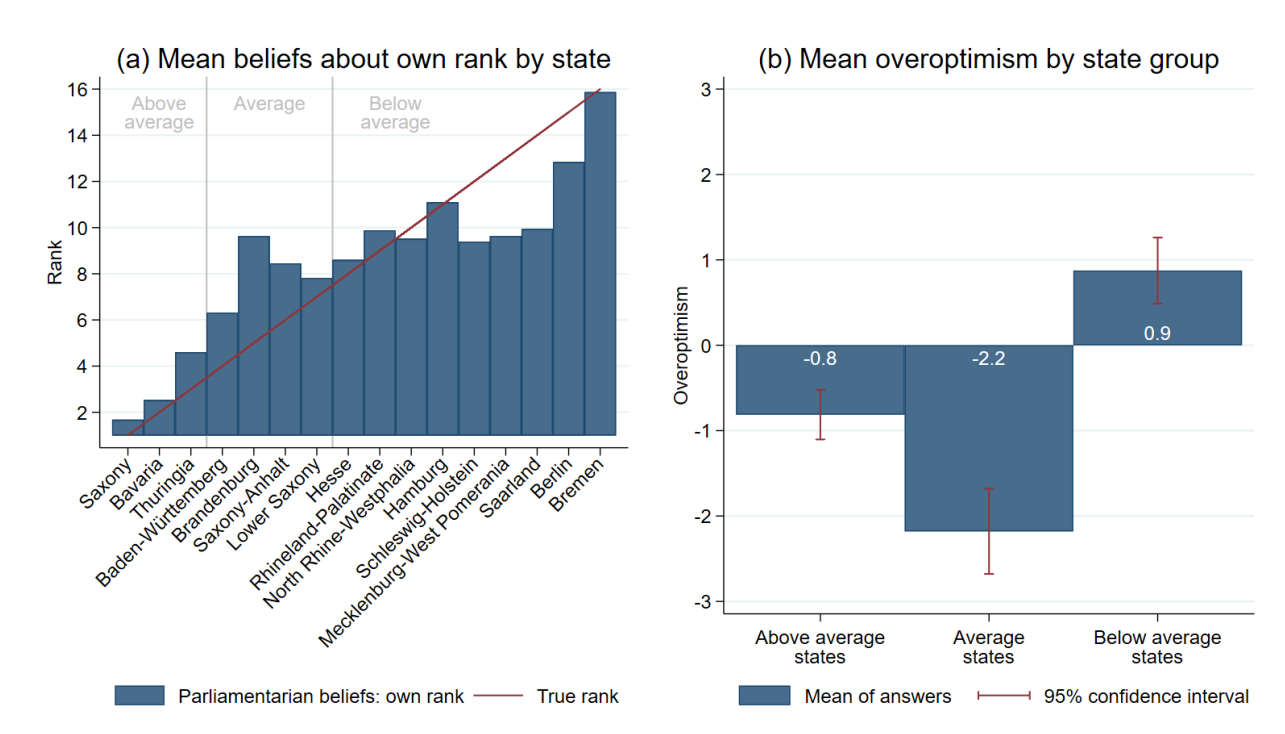 (a) Mean beliefs about own rank by state
Above
average
Average
Below
average
Rank
16
14
12
10
8
6
4
2
Saxony
Bavaria
Thuringia
Baden-Württemberg
Brandenburg
Saxony-Anhalt
Lower Saxony
Hesse
Rhineland-Palatinate
North Rhine-Westphalia
Hamburg
Schleswig-Holstein
Mecklenburg-West Pomerania
Saarland
Berlin
Bremen
Parliamentarian beliefs: own rank
True rank
(b) Mean overoptimism by state group
Overoptimism
3
2
1
0
-1
-2
-3
-0.8
-2.2
0.9
Above average
states
Average
states
Below average
states
Mean of answers
95% confidence interval